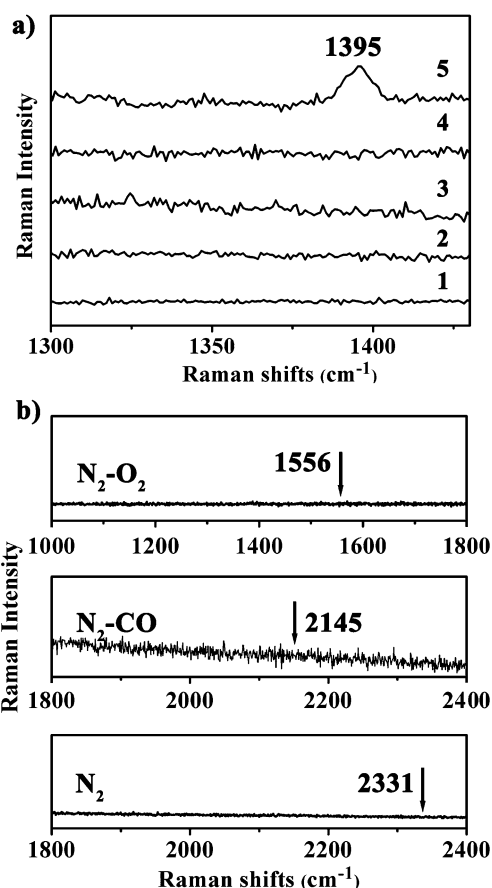 a)
1395
5
4
3
2
1
Raman Intensity
1300 1350 1400
Raman shifts (cm⁻¹)
b)
N₂-O₂ 1556
1000 1200 1400 1600 1800
N₂-CO 2145
1800 2000 2200 2400
N₂ 2331
1800 2000 2200 2400
Raman Intensity
Raman shifts (cm⁻¹)